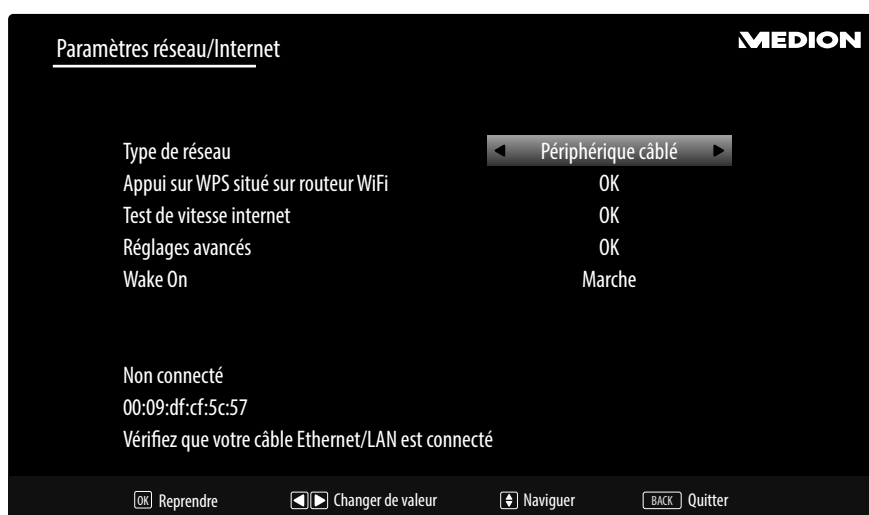 Paramètres réseau/Internet
MEDION
Type de réseau Périphérique câblé
Appui sur WPS situé sur routeur WiFi OK
Test de vitesse internet OK
Réglages avancés OK
Wake On Marche
Non connecté
00:09:df:cf:5c:57
Vérifiez que votre câble Ethernet/LAN est connecté
OK Reprendre Changer de valeur Naviguer BACK Quitter